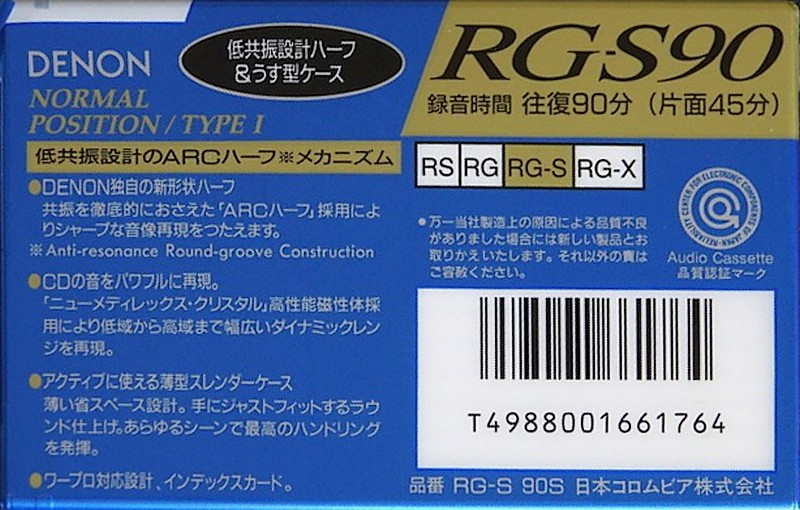 DENON
低共振設計ハーフ
&うす型ケース
RG-S90
NORMAL
POSITION / TYPE I
録音時間 往復90分（片面45分）
低共振設計のARCハーフ※メカニズム
RS RG RG-S RG-X
●DENON独自の新形状ハーフ
共振を徹底的におさえた「ARCハーフ」採用によ
りシャープな音像再現をつたえます。
※Anti-resonance Round-groove Construction
●CDの音をパワフルに再現。
「ニューメディレックス・クリスタル」高性能磁性体採
用により低域から高域まで幅広いダイナミックレン
ジを再現。
●アクティブに使える薄型スレンダーケース
薄い省スペース設計。手にジャストフィットするラウ
ンド仕上げ。あらゆるシーンで最高のハンドリング
を発揮。
●ワープロ対応設計、インデックスカード。
●万一当社製造上の原因による品質不良
がありました場合には新しい製品とお
取りかえいたします。それ以外の責は
ご容赦ください。
RELIABILITY CENTER FOR ELECTRONIC COMPONENTS OF JAPAN
Audio Cassette
品質認証マーク
T4988001661764
品番 RG-S 90S 日本コロムビア株式会社